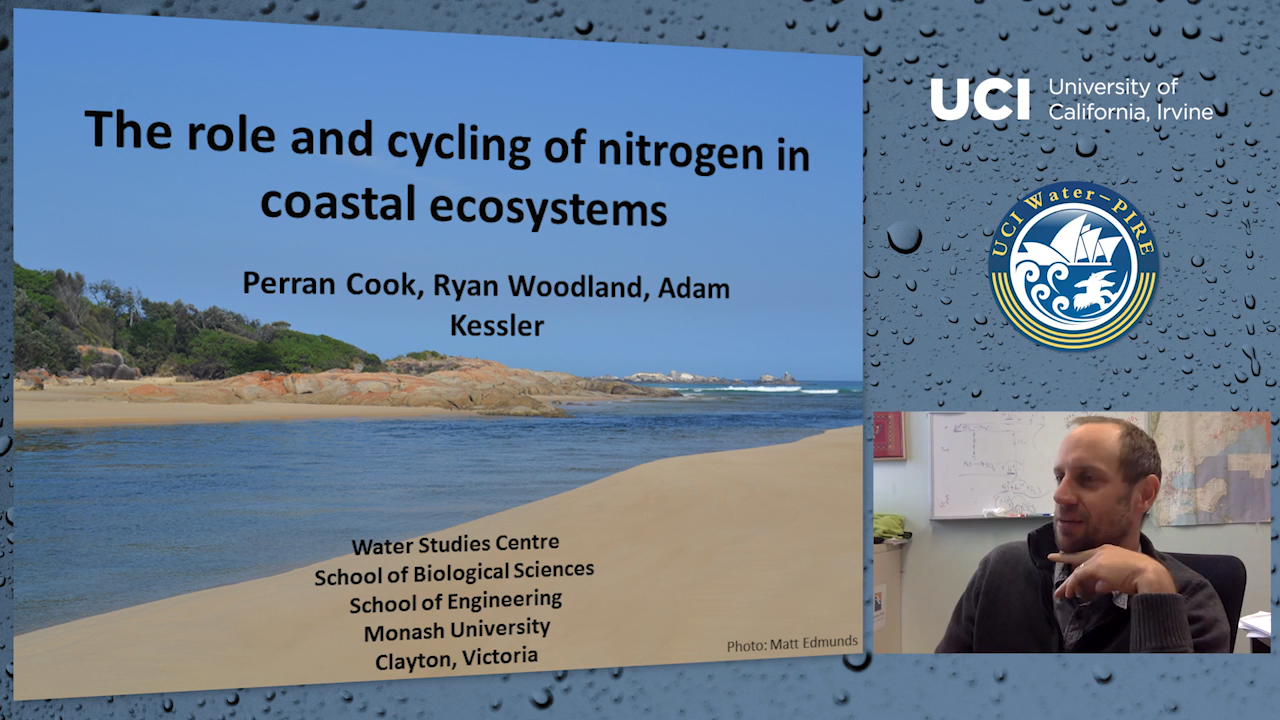 The role and cycling of nitrogen in
coastal ecosystems
Perran Cook, Ryan Woodland, Adam
Kessler
Water Studies Centre
School of Biological Sciences
School of Engineering
Monash University
Clayton, Victoria
Photo: Matt Edmunds
UCI University of
California, Irvine
UCI Water-PIRE